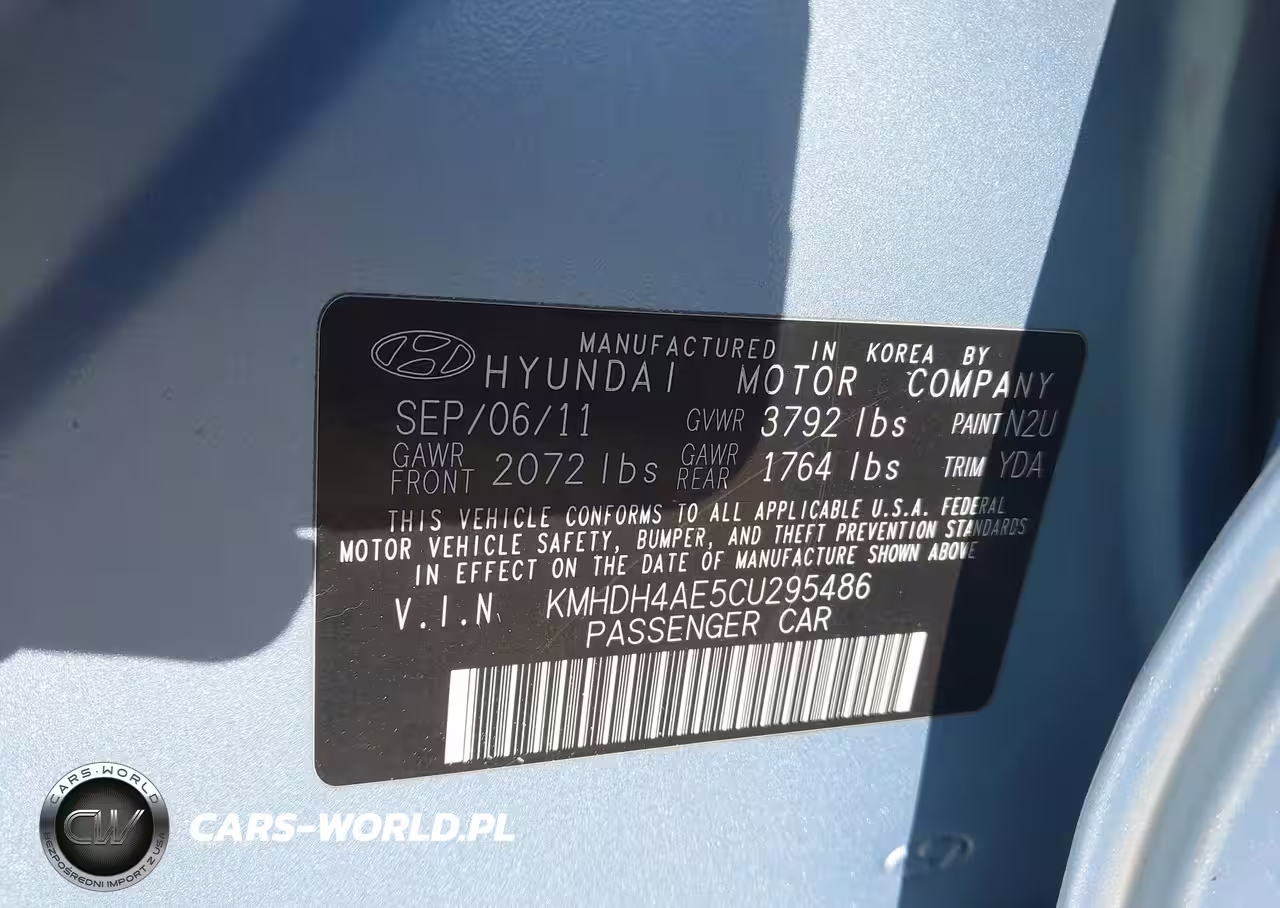 MANUFACTURED IN KOREA BY
HYUNDAI MOTOR COMPANY
SEP/06/11 GVWR 3792 lbs PAINT N2U
GAWR FRONT 2072 lbs GAWR REAR 1764 lbs TRIM YDA
THIS VEHICLE CONFORMS TO ALL APPLICABLE U.S.A. FEDERAL
MOTOR VEHICLE SAFETY, BUMPER, AND THEFT PREVENTION STANDARDS
IN EFFECT ON THE DATE OF MANUFACTURE SHOWN ABOVE
V.I.N KMHDH4AE5CU295486
PASSENGER CAR
CARS-WORLD
CW
BEZPOŚREDNI IMPORT Z USA
CARS-WORLD.PL